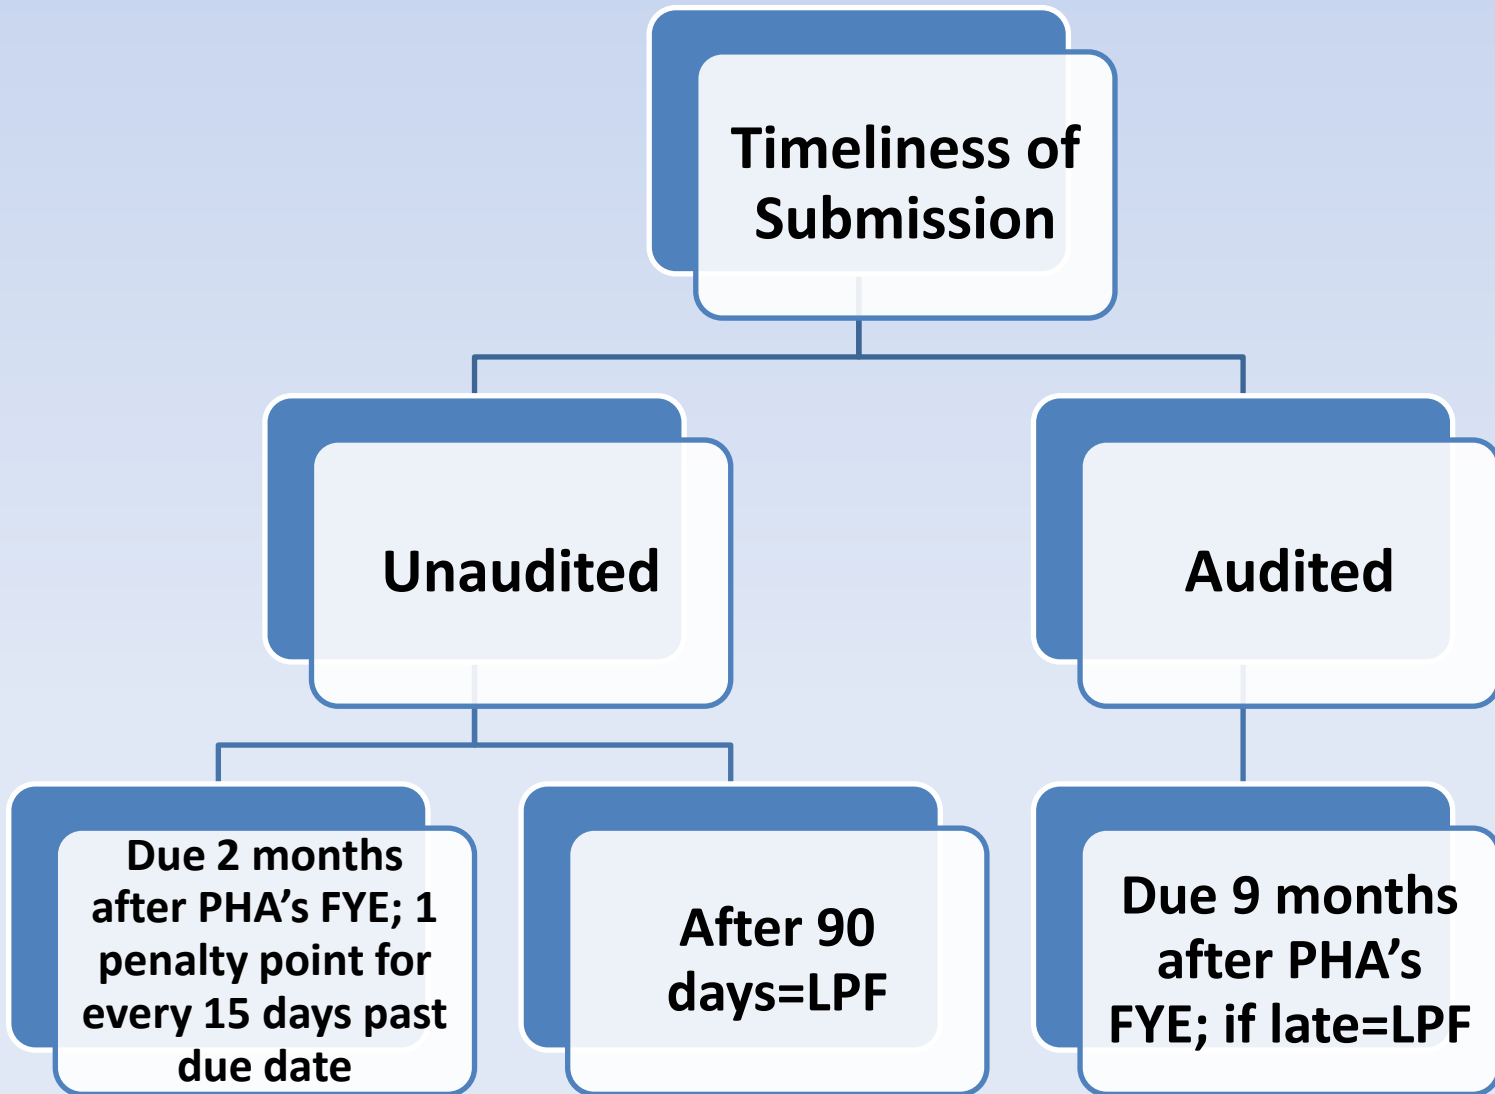 Timeliness of
Submission
Unaudited
Audited
Due 2 months
after PHA’s FYE; 1
penalty point for
every 15 days past
due date
After 90
days=LPF
Due 9 months
after PHA’s
FYE; if late=LPF